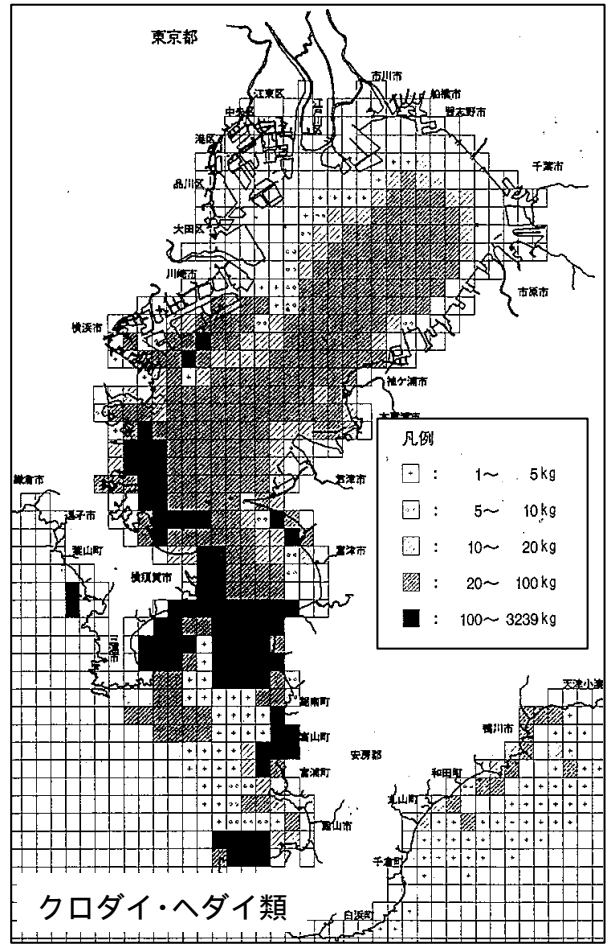 東京都
市川市
船橋市
習志野市
江東区
江戸川区
中央区
港区
千葉市
品川区
大田区
川崎市
市原市
横浜市
袖ケ浦市
木更津市
凡例
1～ 5kg
5～ 10kg
10～ 20kg
20～ 100kg
100～ 3239kg
君津市
鎌倉市
逗子市
葉山町
富津市
横須賀市
三浦市
天津小湊
鋸南町
鴨川市
富山町
安房郡
富浦町
和田町
丸山町
館山市
千倉町
クロダイ・ヘダイ類
白浜町